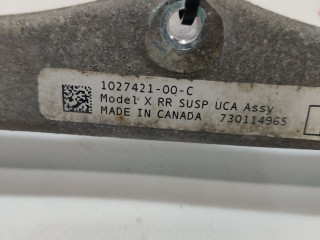 1027421-00-C
Model X RR SUSP UCA Assy
MADE IN CANADA 730114965